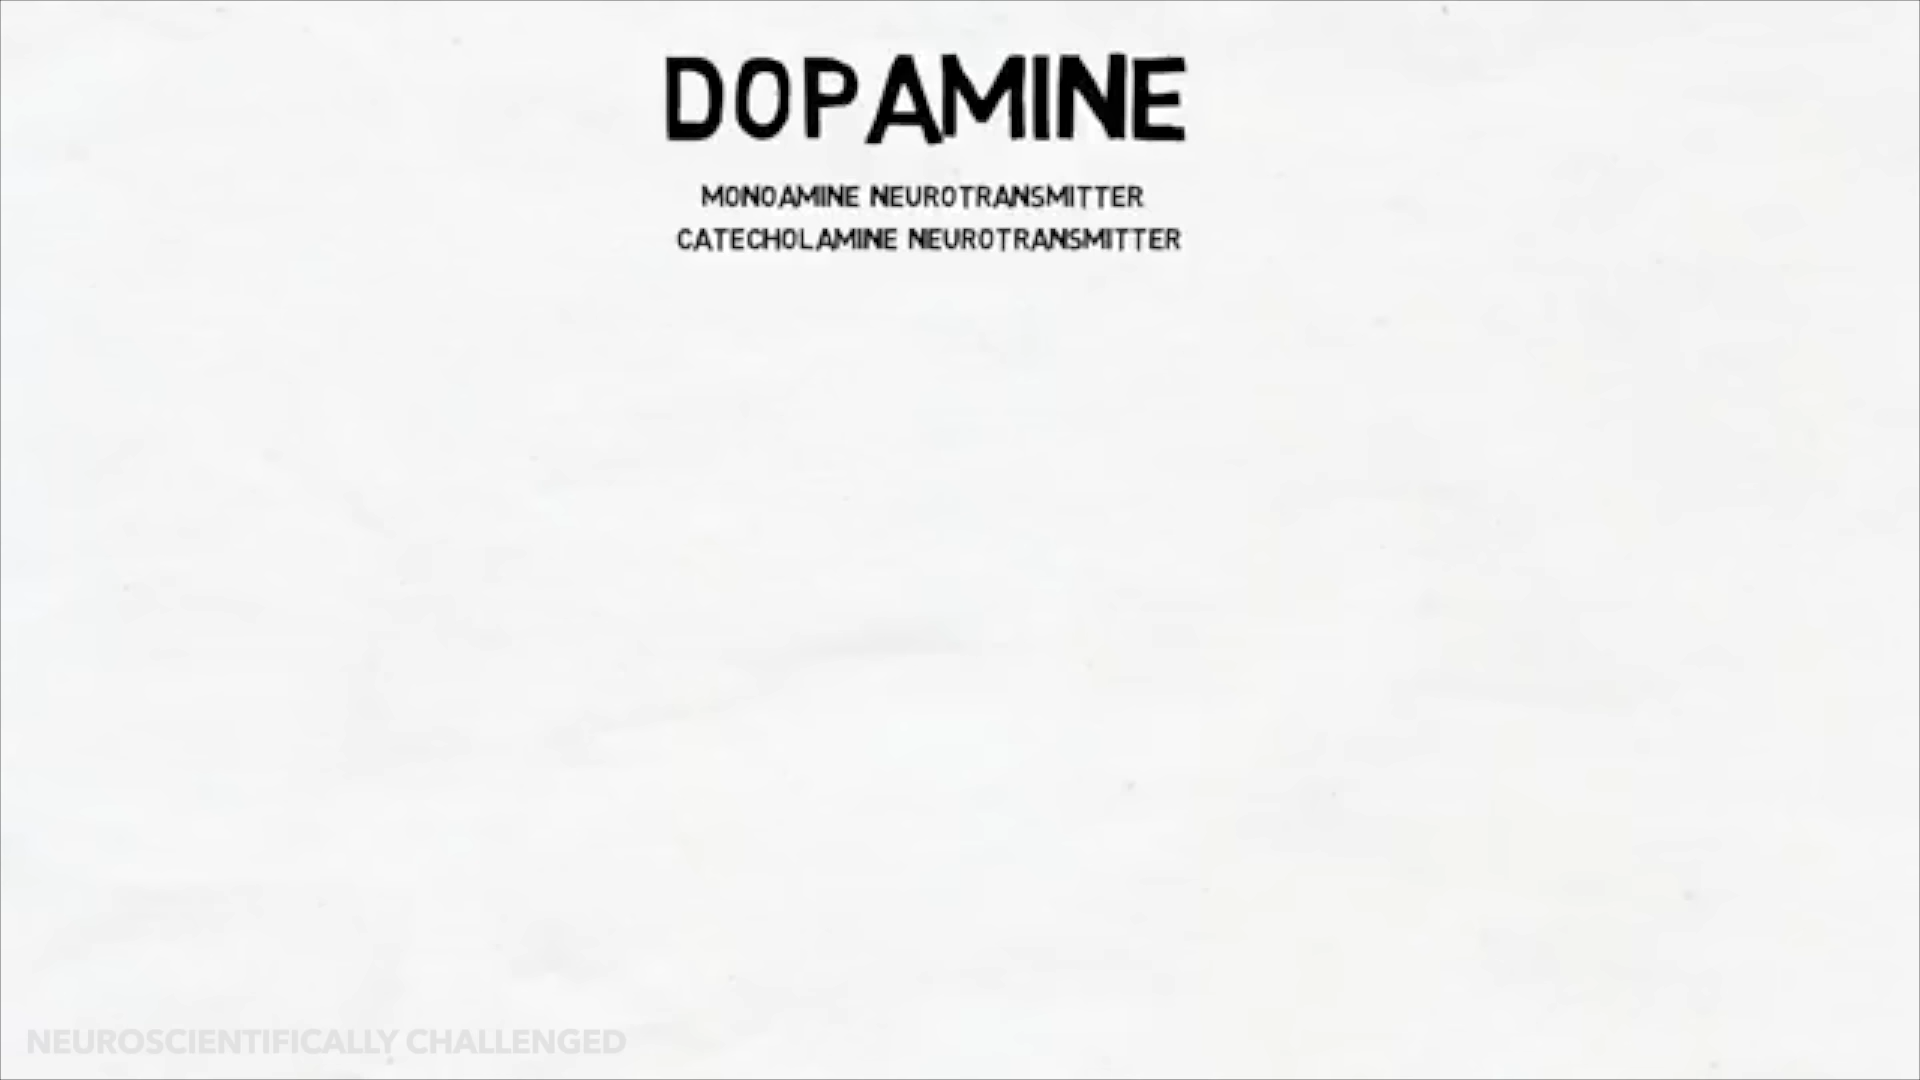 DOPAMINE
MONOAMINE NEUROTRANSMITTER
CATECHOLAMINE NEUROTRANSMITTER
NEUROSCIENTIFICALLY CHALLENGED